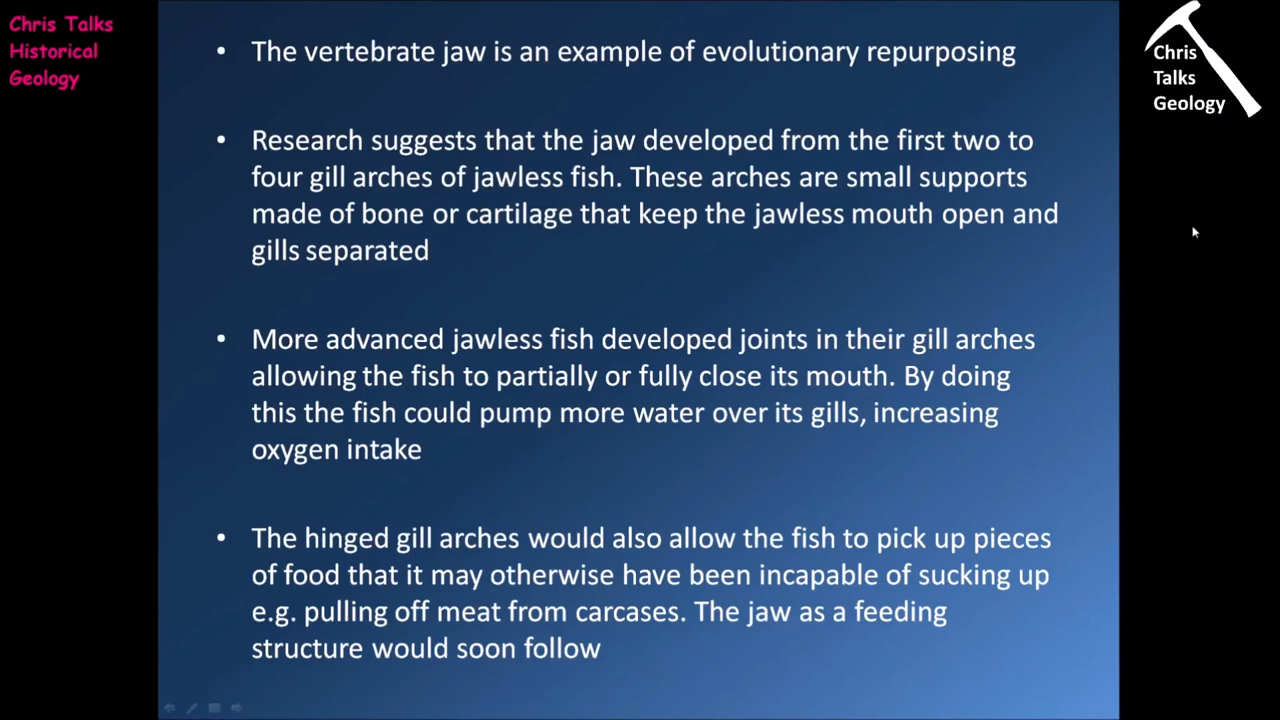 Chris Talks
Historical
Geology
Chris
Talks
Geology
• The vertebrate jaw is an example of evolutionary repurposing
• Research suggests that the jaw developed from the first two to
four gill arches of jawless fish. These arches are small supports
made of bone or cartilage that keep the jawless mouth open and
gills separated
• More advanced jawless fish developed joints in their gill arches
allowing the fish to partially or fully close its mouth. By doing
this the fish could pump more water over its gills, increasing
oxygen intake
• The hinged gill arches would also allow the fish to pick up pieces
of food that it may otherwise have been incapable of sucking up
e.g. pulling off meat from carcases. The jaw as a feeding
structure would soon follow